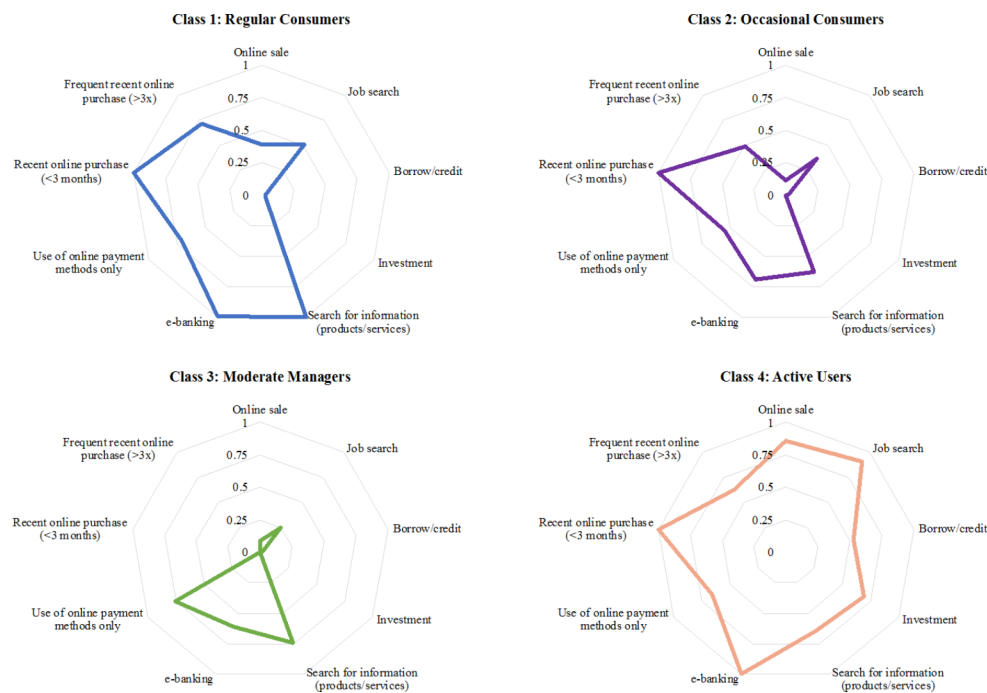 Class 1: Regular Consumers
Online sale
1
Frequent recent online
purchase (>3x)
0.75
Job search
0.5
Recent online purchase
(<3 months)
0.25
Borrow/credit
0
Use of online payment
methods only
Investment
e-banking
Search for information
(products/services)
Class 2: Occasional Consumers
Online sale
1
Frequent recent online
purchase (>3x)
0.75
Job search
0.5
Recent online purchase
(<3 months)
0.25
Borrow/credit
0
Use of online payment
methods only
Investment
e-banking
Search for information
(products/services)
Class 3: Moderate Managers
Online sale
1
Frequent recent online
purchase (>3x)
0.75
Job search
0.5
Recent online purchase
(<3 months)
0.25
Borrow/credit
0
Use of online payment
methods only
Investment
e-banking
Search for information
(products/services)
Class 4: Active Users
Online sale
1
Frequent recent online
purchase (>3x)
0.75
Job search
0.5
Recent online purchase
(<3 months)
0.25
Borrow/credit
0
Use of online payment
methods only
Investment
e-banking
Search for information
(products/services)